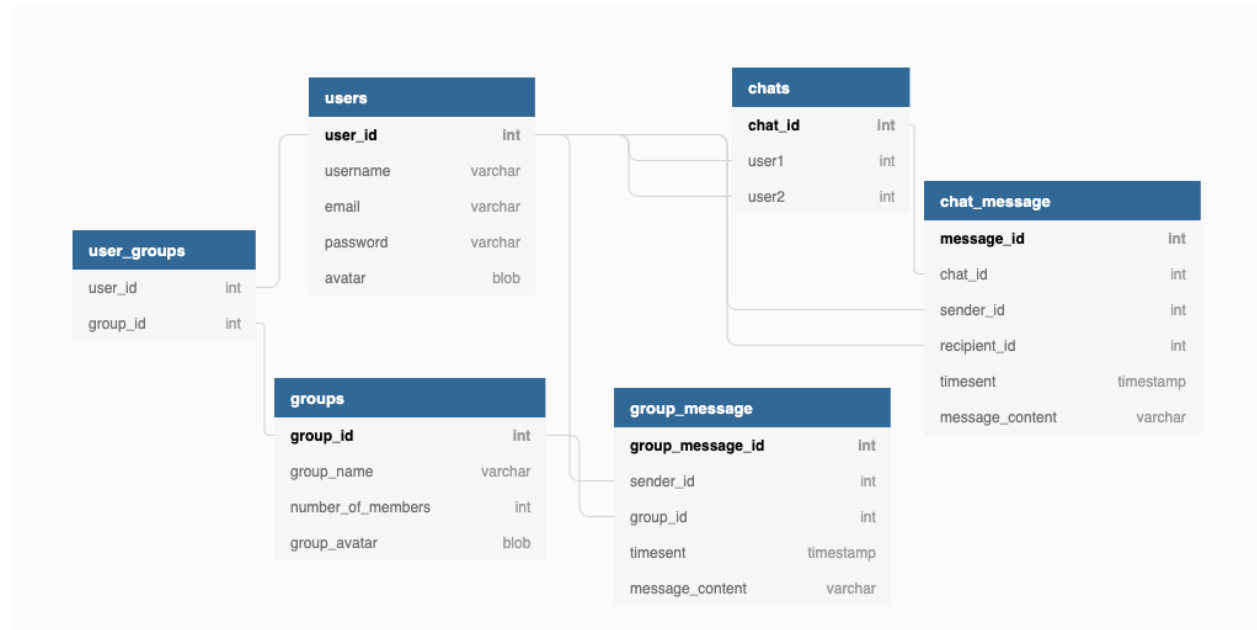 users
user_id int
username varchar
email varchar
password varchar
avatar blob
chats
chat_id int
user1 int
user2 int
chat_message
message_id int
chat_id int
sender_id int
recipient_id int
timesent timestamp
message_content varchar
user_groups
user_id int
group_id int
groups
group_id int
group_name varchar
number_of_members int
group_avatar blob
group_message
group_message_id int
sender_id int
group_id int
timesent timestamp
message_content varchar